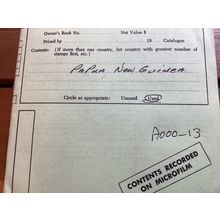 Owner's Book No. Net Value $
Priced by 19 Catalogue
Contents: (If more than one country, list country with greatest number of
stamps first, etc.)
PAPUA NEW GUINEA
Circle as appropriate: Unused Used
A000-13
CONTENTS RECORDED
ON MICROFILM